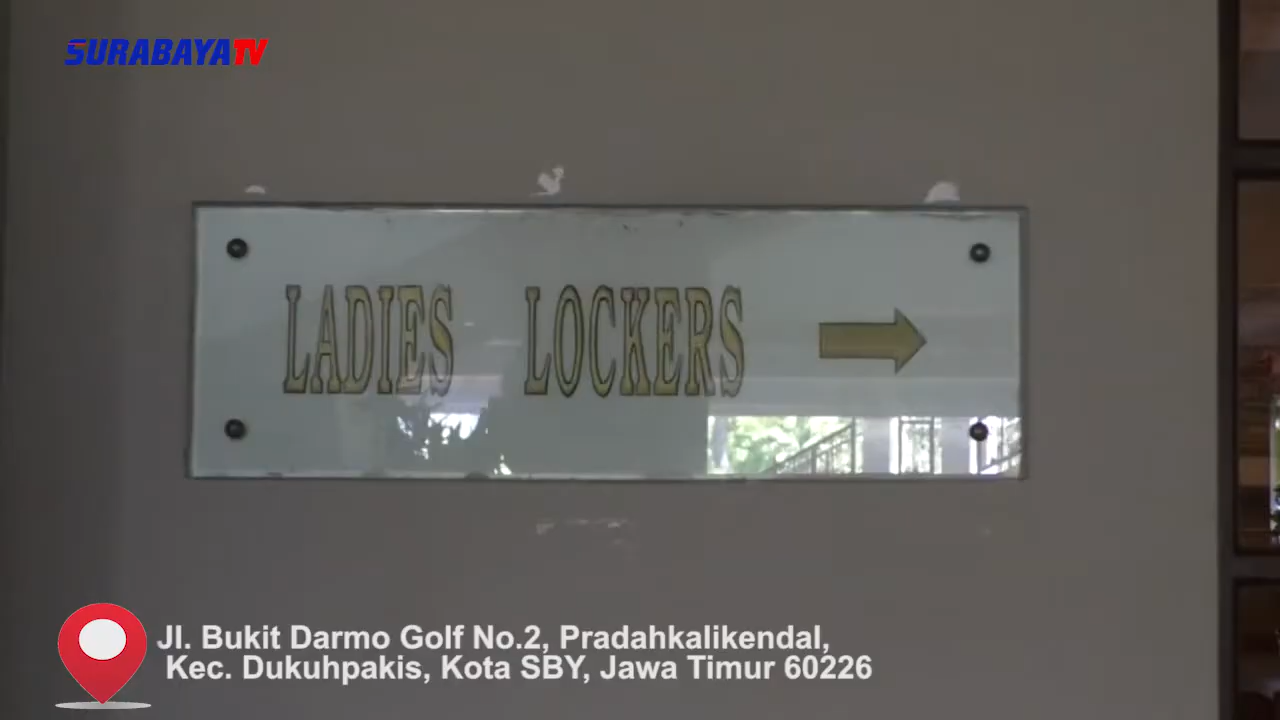 SURABAYATV
LADIES LOCKERS
Jl. Bukit Darmo Golf No.2, Pradahkalikendal,
Kec. Dukuhpakis, Kota SBY, Jawa Timur 60226